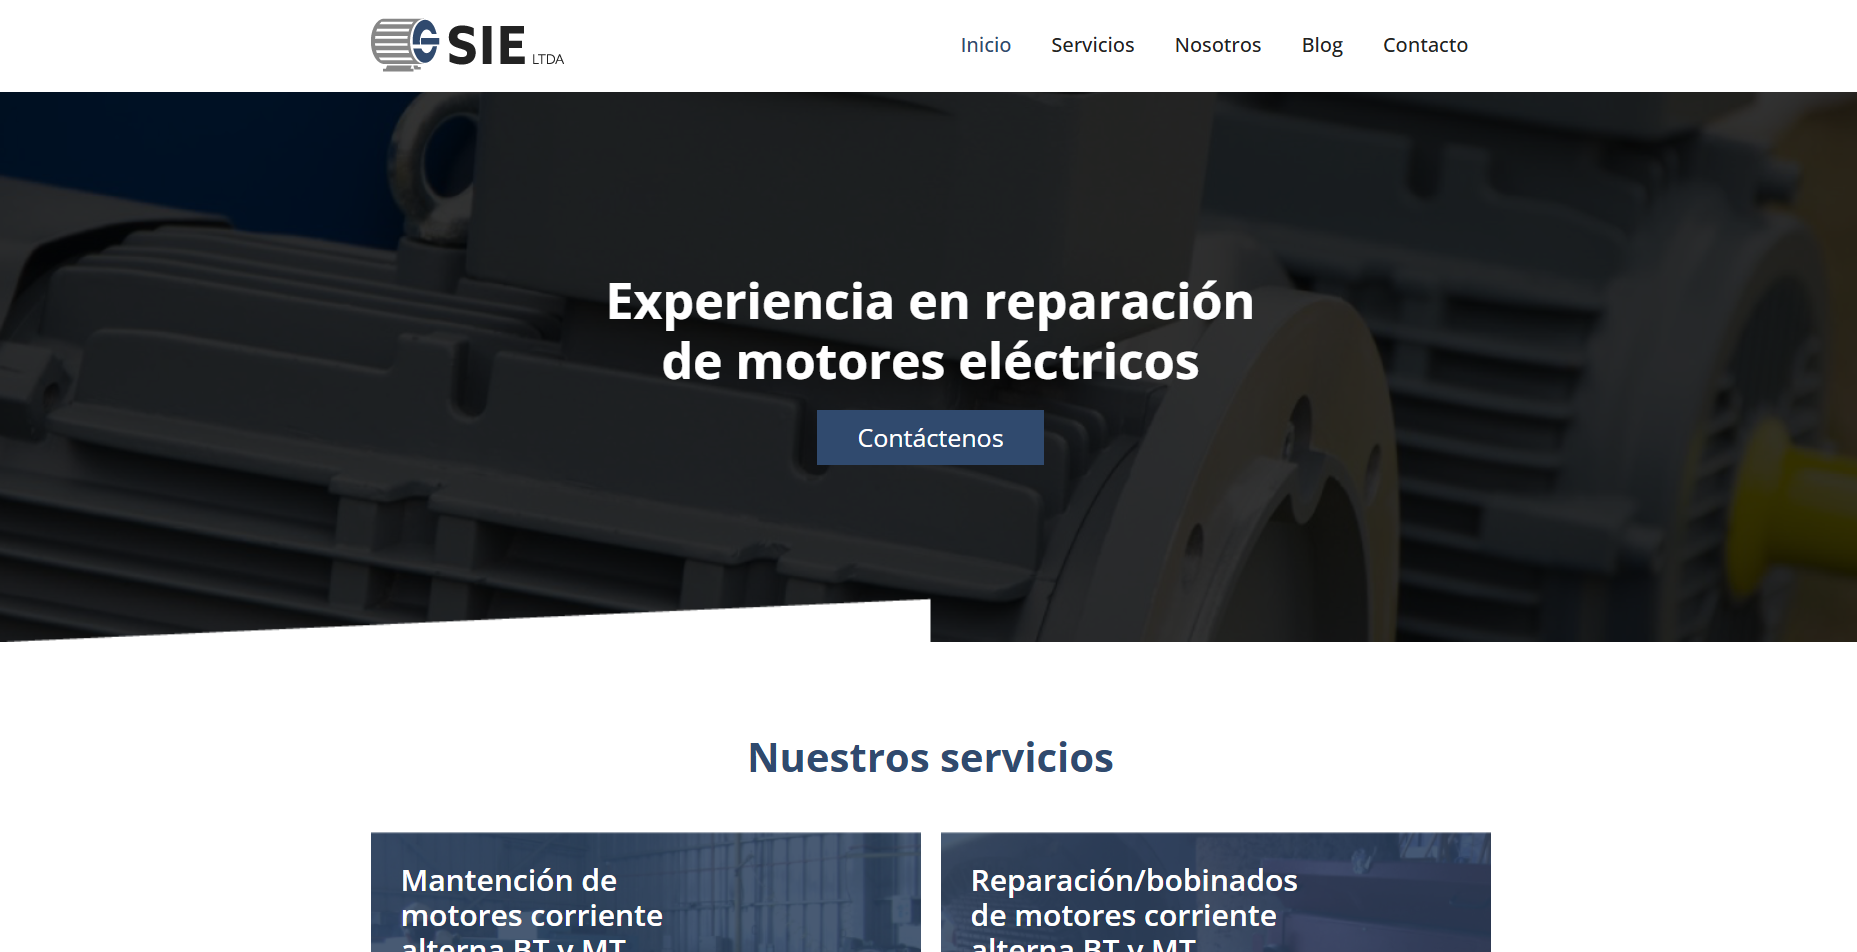 SIE LTDA
Inicio Servicios Nosotros Blog Contacto
Experiencia en reparación
de motores eléctricos
Contáctenos
Nuestros servicios
Mantención de
motores corriente
alterna BT y MT
Reparación/bobinados
de motores corriente
alterna BT y MT